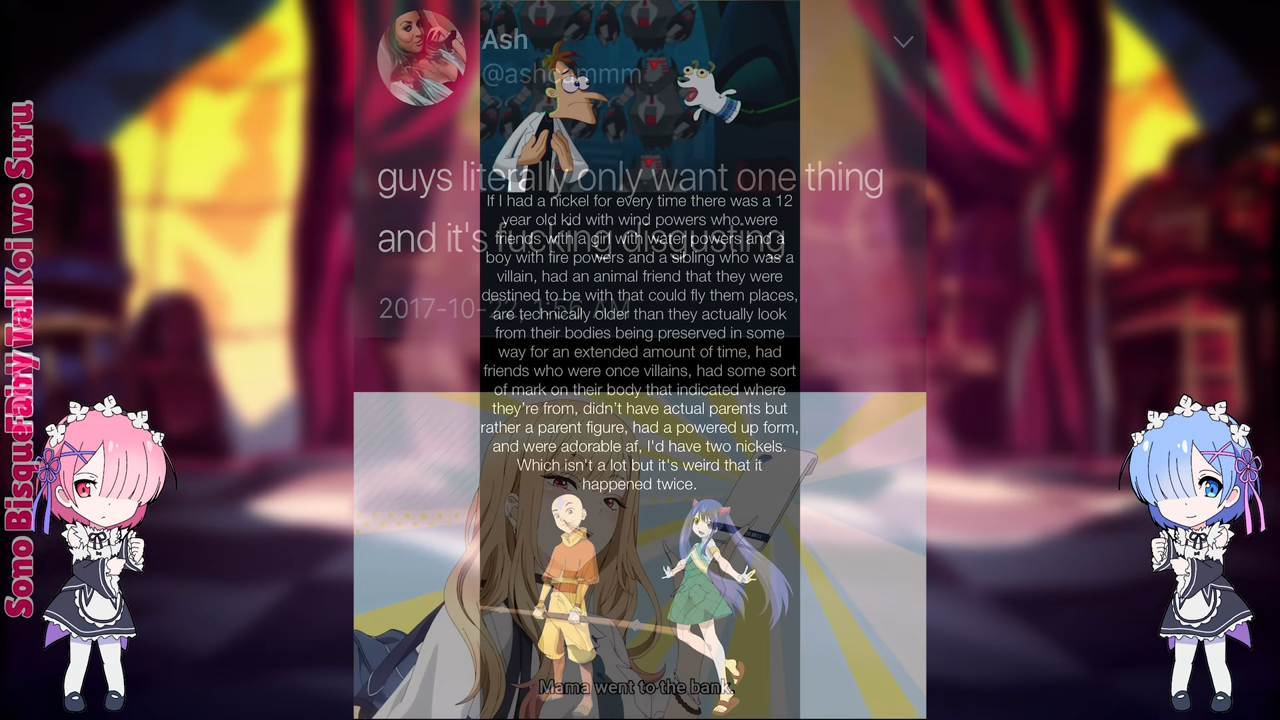 Ash
guys literally only want one thing
and it's fucking disgusting
If I had a nickel for every time there was a 12
year old kid with wind powers who were
friends with a girl with water powers and a
boy with fire powers and a sibling who was a
villain, had an animal friend that they were
destined to be with that could fly them places,
are technically older than they actually look
from their bodies being preserved in some
way for an extended amount of time, had
friends who were once villains, had some sort
of mark on their body that indicated where
they're from, didn't have actual parents but
rather a parent figure, had a powered up form,
and were adorable af, I'd have two nickels.
Which isn't a lot but it's weird that it
happened twice.
Mama went to the bank.
Sono Bisque Koi wo Suru
Fairy Tail